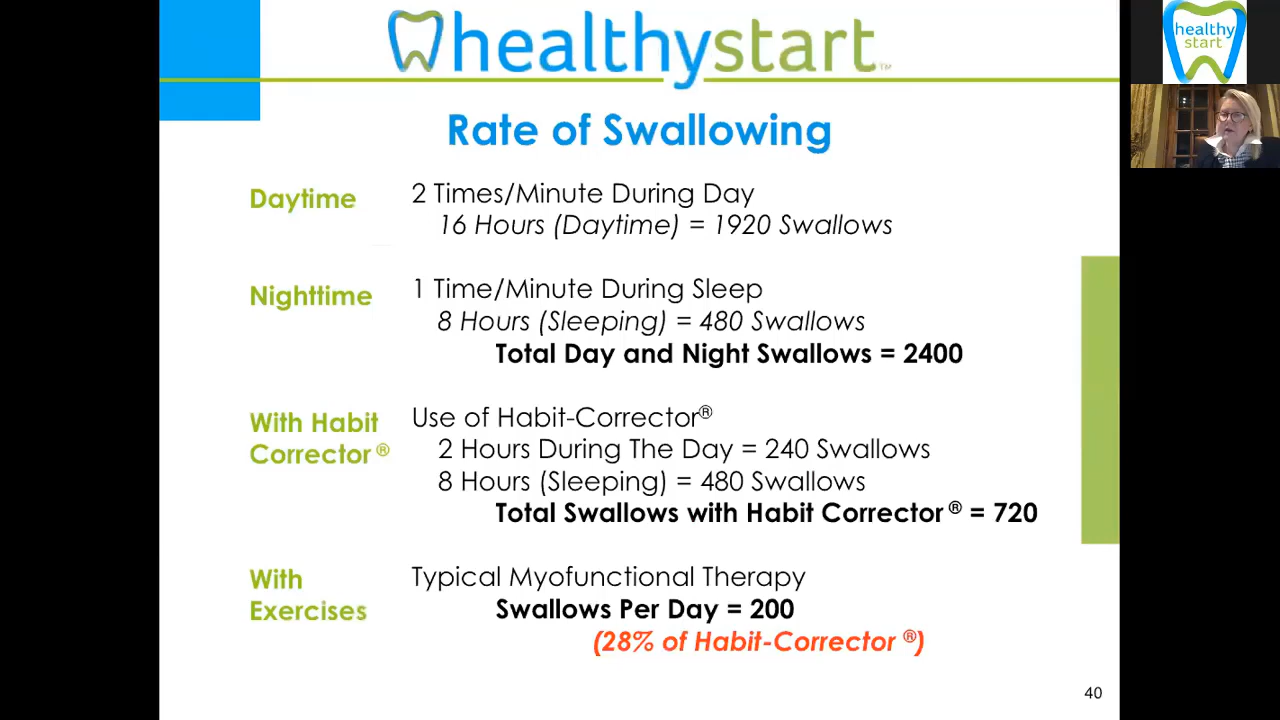 healthystart™
Rate of Swallowing
Daytime
2 Times/Minute During Day
16 Hours (Daytime) = 1920 Swallows
Nighttime
1 Time/Minute During Sleep
8 Hours (Sleeping) = 480 Swallows
Total Day and Night Swallows = 2400
With Habit
Corrector ®
Use of Habit-Corrector®
2 Hours During The Day = 240 Swallows
8 Hours (Sleeping) = 480 Swallows
Total Swallows with Habit Corrector ® = 720
With
Exercises
Typical Myofunctional Therapy
Swallows Per Day = 200
(28% of Habit-Corrector ®)
40
healthy
start